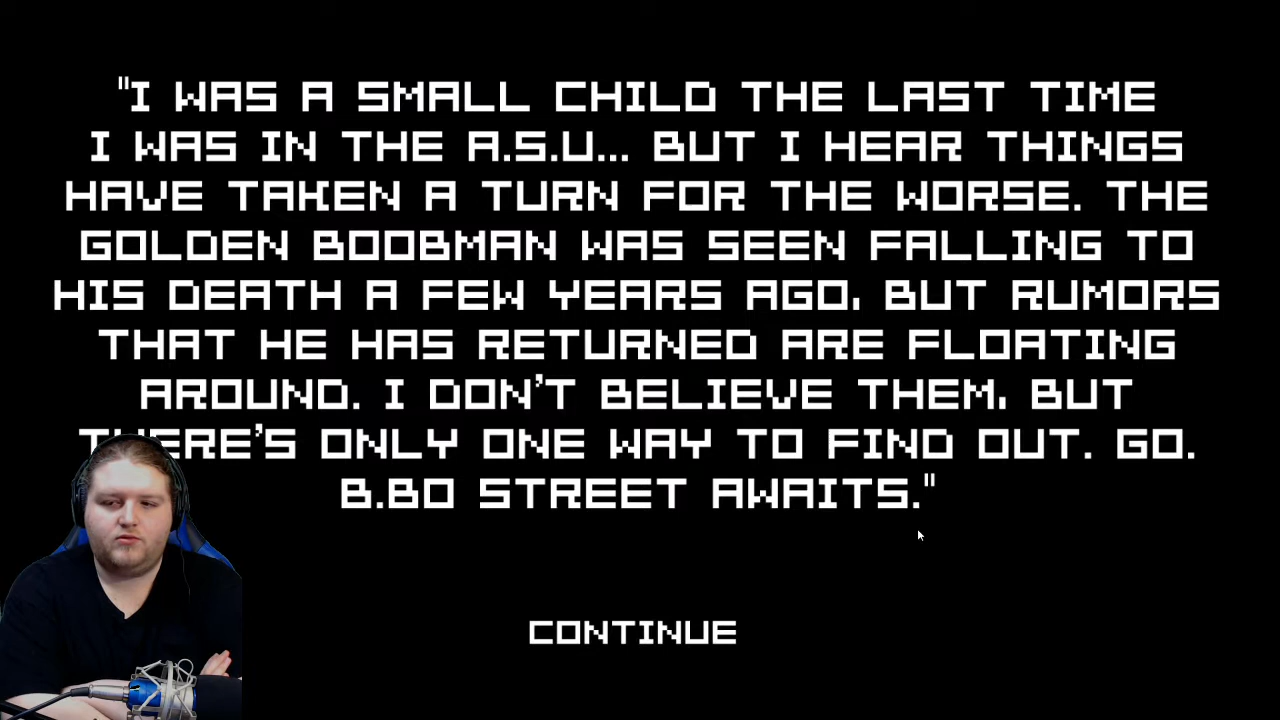 "I WAS A SMALL CHILD THE LAST TIME
I WAS IN THE A.S.U... BUT I HEAR THINGS
HAVE TAKEN A TURN FOR THE WORSE. THE
GOLDEN BOOBMAN WAS SEEN FALLING TO
HIS DEATH A FEW YEARS AGO, BUT RUMORS
THAT HE HAS RETURNED ARE FLOATING
AROUND. I DON'T BELIEVE THEM, BUT
THERE'S ONLY ONE WAY TO FIND OUT. GO.
B.BO STREET AWAITS."
CONTINUE